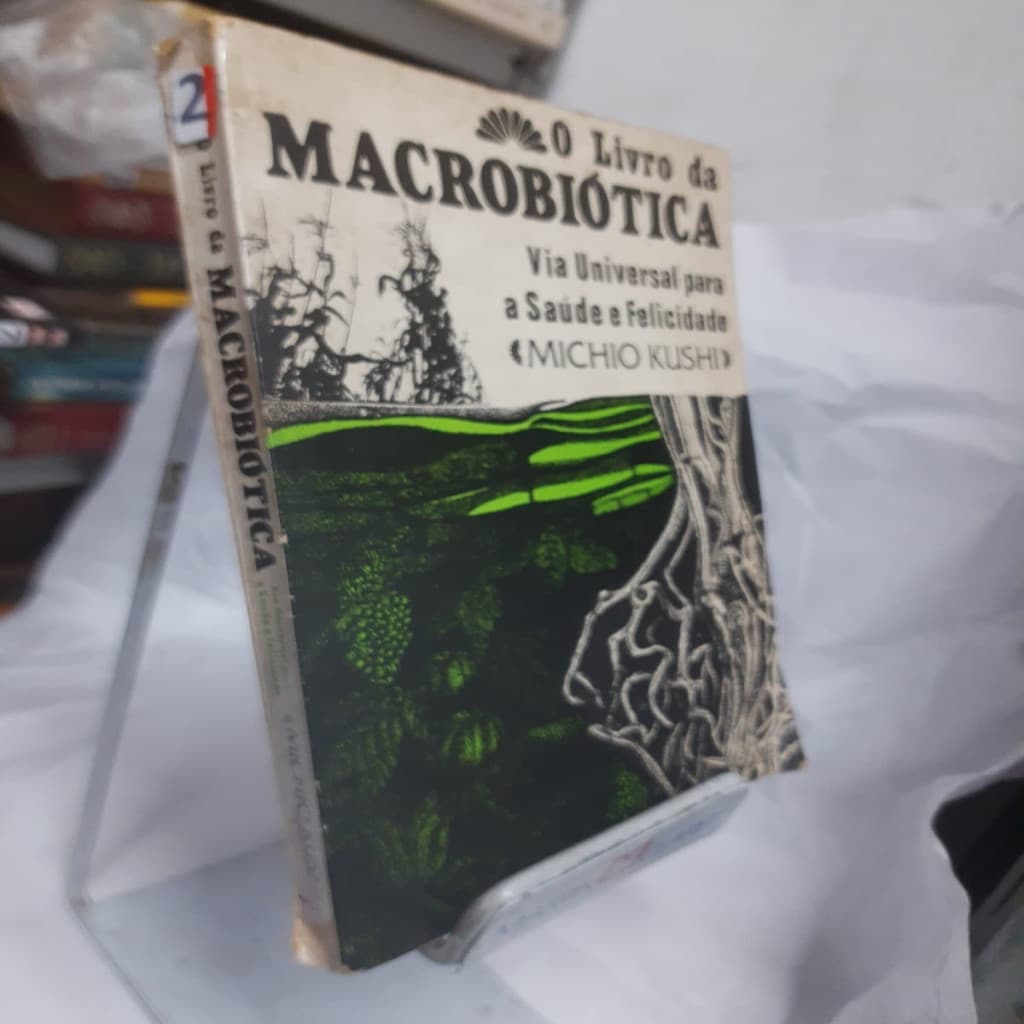 O Livro da
MACROBIÓTICA
Via Universal para
a Saúde e Felicidade
MICHIO KUSHI
2
O Livro da MACROBIÓTICA